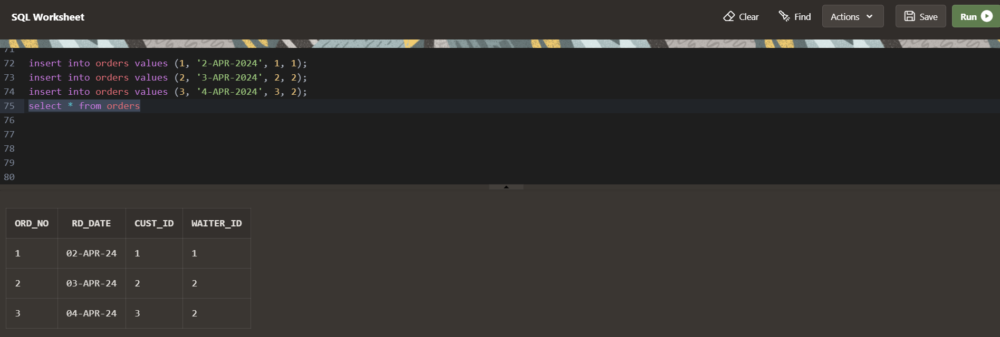 SQL Worksheet
Clear
Find
Actions
Save
Run
71
72 insert into orders values (1, '2-APR-2024', 1, 1);
73 insert into orders values (2, '3-APR-2024', 2, 2);
74 insert into orders values (3, '4-APR-2024', 3, 2);
75 select * from orders
76
77
78
79
80
ORD_NO RD_DATE CUST_ID WAITER_ID
1 02-APR-24 1 1
2 03-APR-24 2 2
3 04-APR-24 3 2